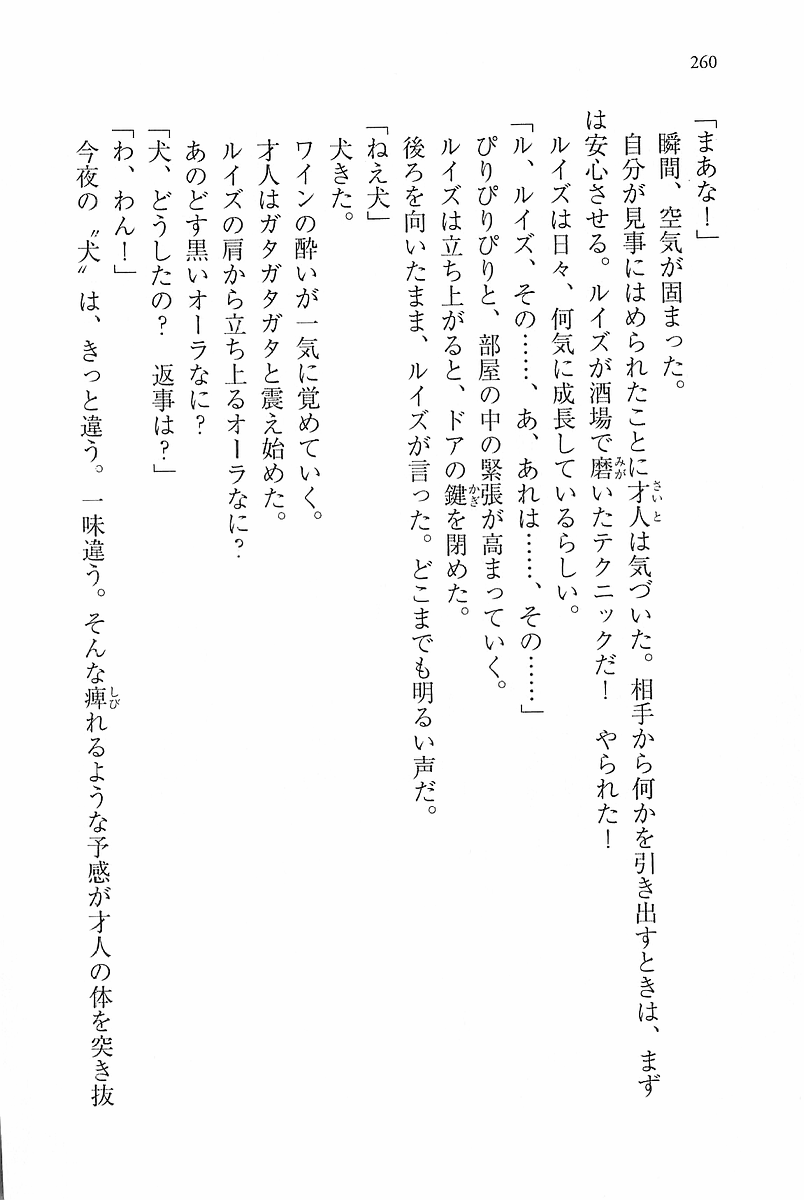 260
「まあな!」
瞬間、空気が固まった。
自分が見事にはめられたことに才人は気づいた。相手から何かを引き出すときは、まず
は安心させる。ルイズが酒場で磨いたテクニックだ! やられた!
ルイズは日々、何気に成長しているらしい。
「ル、ルイズ、その……、あ、あれは……、その……」
ぴりぴりぴりと、部屋の中の緊張が高まっていく。
ルイズは立ち上がると、ドアの鍵を閉めた。
後ろを向いたまま、ルイズが言った。どこまでも明るい声だ。
「ねえ犬」
犬きた。
ワインの酔いが一気に覚めていく。
才人はガタガタガタと震え始めた。
ルイズの肩から立ち上るオーラなに?
あのどす黒いオーラなに?
「犬、どうしたの? 返事は?」
「わ、わん!」
今夜の〝犬〟は、きっと違う。一味違う。そんな痺れるような予感が才人の体を突き抜